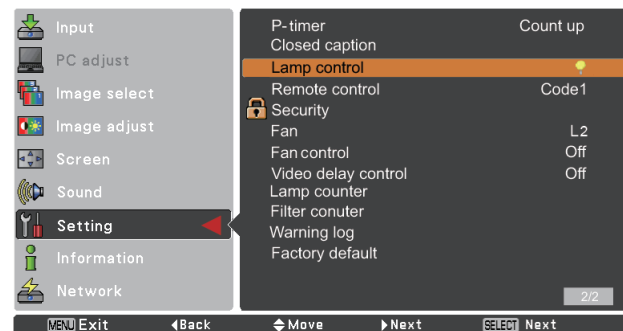 Input
PC adjust
Image select
Image adjust
Screen
Sound
Setting
Information
Network
P-timer Count up
Closed caption
Lamp control
Remote control Code1
Security
Fan L2
Fan control Off
Video delay control Off
Lamp counter
Filter conuter
Warning log
Factory default
2/2
MENU Exit Back Move Next SELECT Next